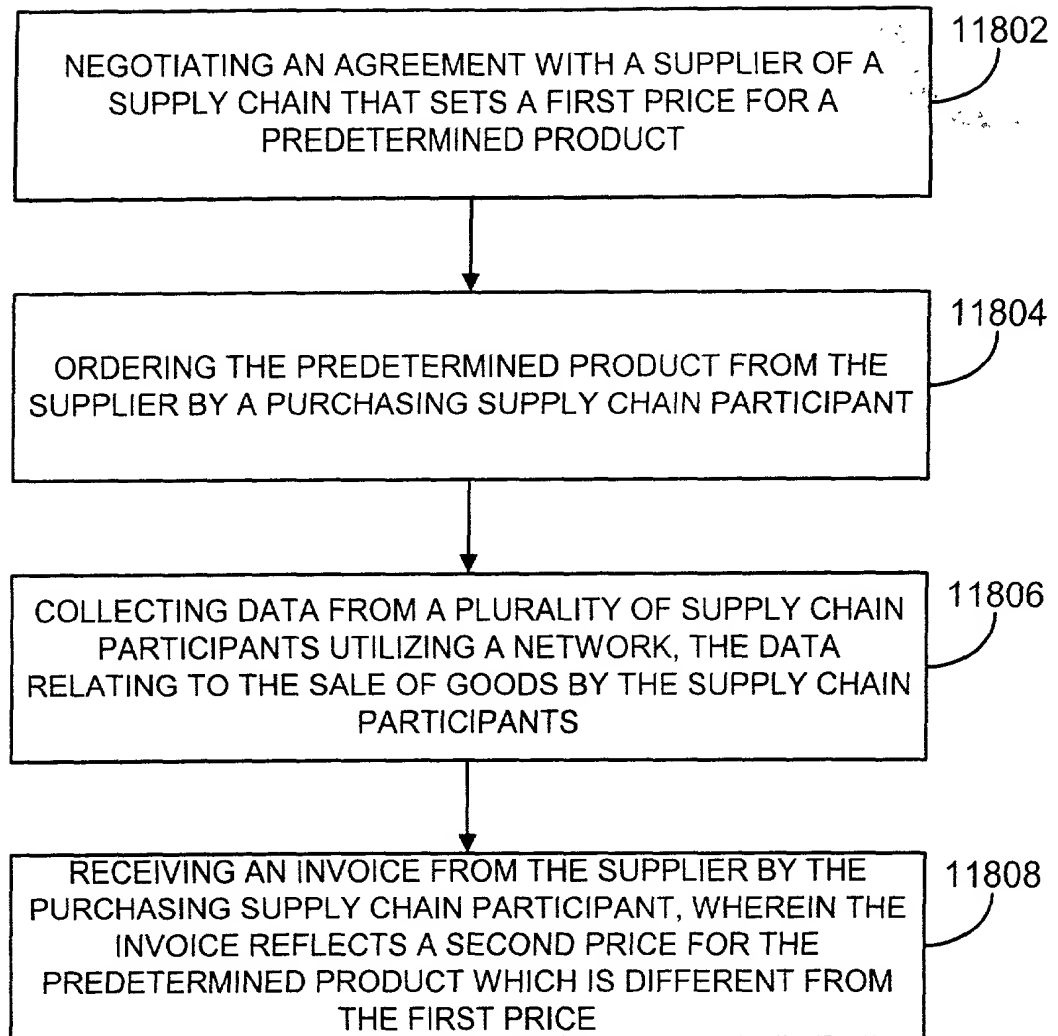 11802
NEGOTIATING AN AGREEMENT WITH A SUPPLIER OF A
SUPPLY CHAIN THAT SETS A FIRST PRICE FOR A
PREDETERMINED PRODUCT
11804
ORDERING THE PREDETERMINED PRODUCT FROM THE
SUPPLIER BY A PURCHASING SUPPLY CHAIN PARTICIPANT
11806
COLLECTING DATA FROM A PLURALITY OF SUPPLY CHAIN
PARTICIPANTS UTILIZING A NETWORK, THE DATA
RELATING TO THE SALE OF GOODS BY THE SUPPLY CHAIN
PARTICIPANTS
11808
RECEIVING AN INVOICE FROM THE SUPPLIER BY THE
PURCHASING SUPPLY CHAIN PARTICIPANT, WHEREIN THE
INVOICE REFLECTS A SECOND PRICE FOR THE
PREDETERMINED PRODUCT WHICH IS DIFFERENT FROM
THE FIRST PRICE